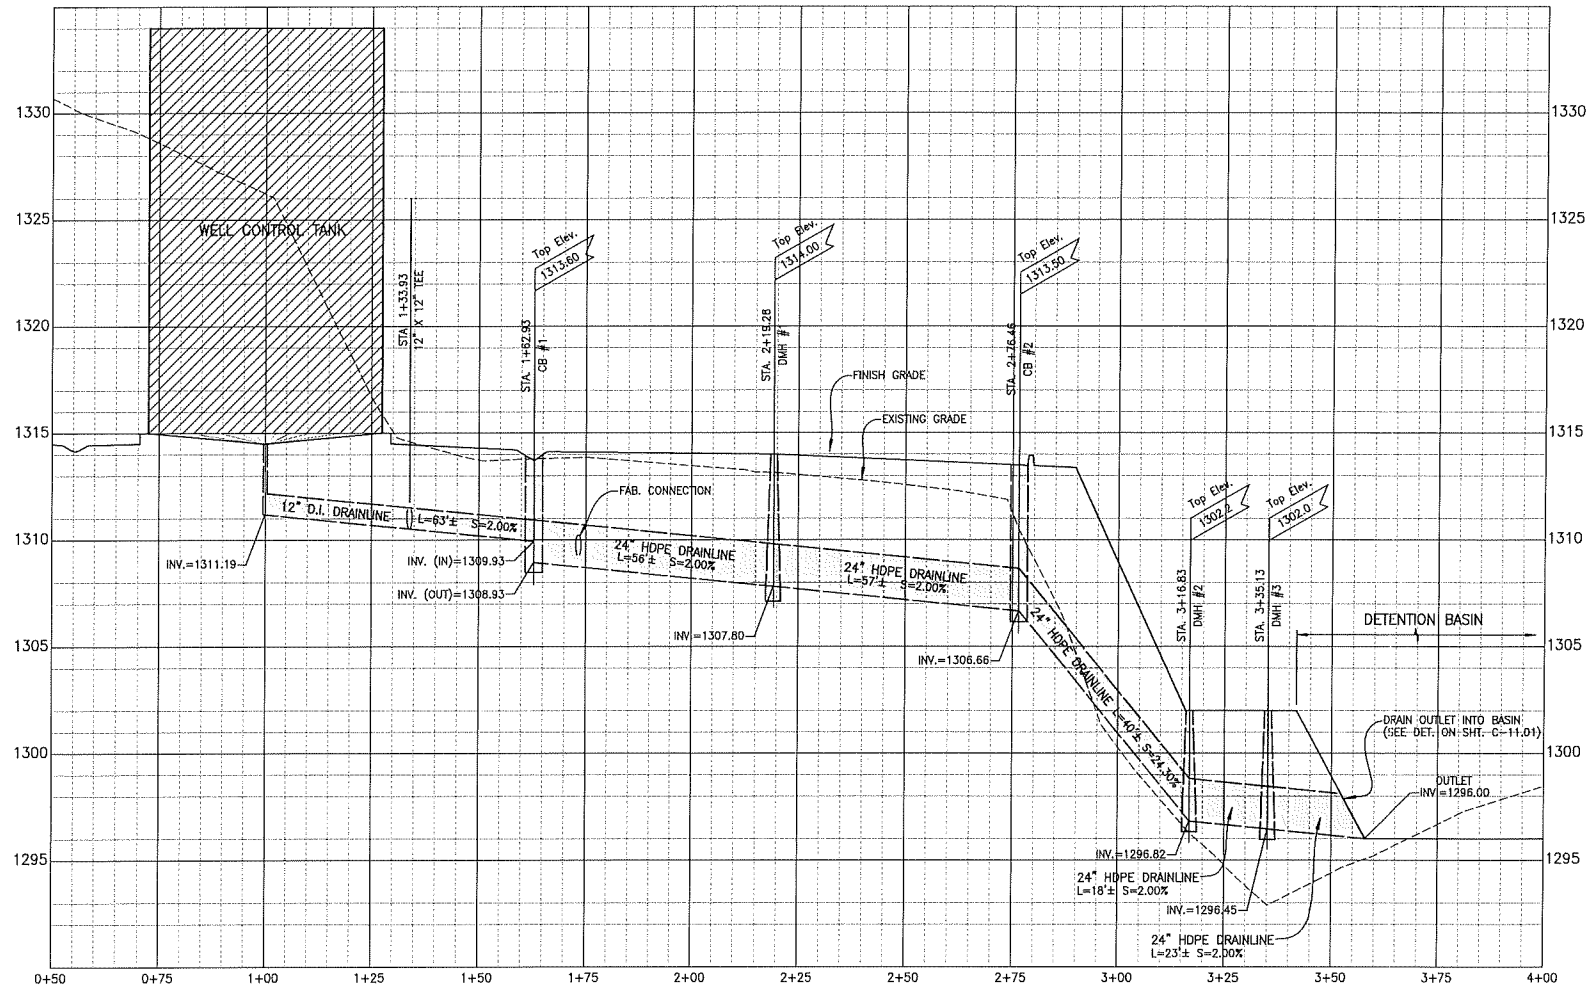 1330
1330
1325
1325
1320
1320
1315
1315
1310
1310
1305
1305
1300
1300
1295
1295
WELL CONTROL TANK
STA. 1+33.93
12" X 12" TEE
Top Elev.
1313.60
STA. 1+62.93
CB #1
Top Elev.
1314.00
STA. 2+19.28
DMH #1
Top Elev.
1313.50
STA. 2+76.46
CB #2
FINISH GRADE
EXISTING GRADE
FAB. CONNECTION
12" D.I. DRAINLINE
L=63'± S=2.00%
24" HDPE DRAINLINE
L=56'± S=2.00%
24" HDPE DRAINLINE
L=57'± S=2.00%
INV.=1311.19
INV. (IN)=1309.93
INV. (OUT)=1308.93
INV.=1307.80
INV.=1306.66
24" HDPE DRAINLINE L=40'± S=24.30%
Top Elev.
1302.2
STA. 3+16.83
DMH #2
Top Elev.
1302.0
STA. 3+35.13
DMH #3
DETENTION BASIN
DRAIN OUTLET INTO BASIN
(SEE DET. ON SHT. C-11.01)
OUTLET
INV =1296.00
INV.=1296.82
24" HDPE DRAINLINE
L=18'± S=2.00%
INV.=1296.45
24" HDPE DRAINLINE
L=23'± S=2.00%
0+50
0+75
1+00
1+25
1+50
1+75
2+00
2+25
2+50
2+75
3+00
3+25
3+50
3+75
4+00